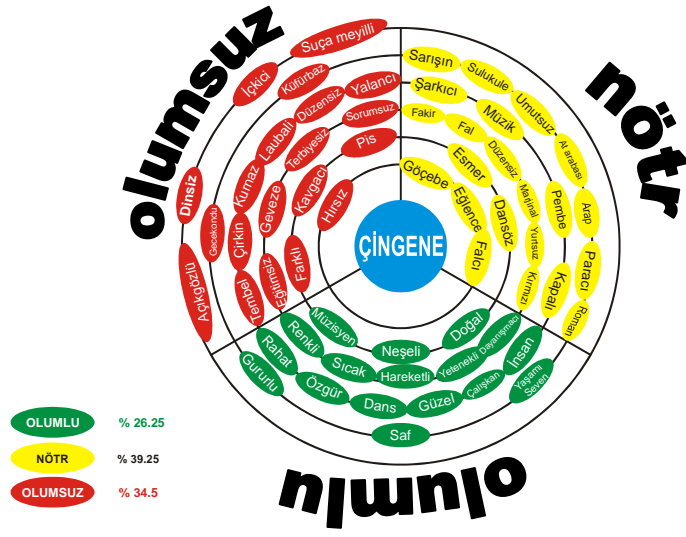 olumsuz
nötr
olumlu
ÇİNGENE
Suça meyilli
İçkici
Küfürbaz
Yalancı
Düzensiz
Sorumsuz
Laubali
Terbiyesiz
Pis
Kurnaz
Kavgacı
Geveze
Hırsız
Dinsiz
Gecekondu
Çirkin
Farklı
Eğitimsiz
Tembel
Açıkgözlü
Sarışın
Sulukule
Umutsuz
Şarkıcı
Müzik
Al arabası
Fakir
Fal
Düzensiz
Esmer
Göçebe
Marjinal
Pembe
Arap
Eğlence
Dansöz
Yurtsuz
Falcı
Kırmızı
Kapalı
Paracı
Roman
Müzisyen
Neşeli
Doğal
Renkli
Sıcak
Hareketli
Yetenekli
Dayanışmacı
İnsan
Rahat
Özgür
Dans
Güzel
Çalışkan
Yaşamı
Seven
Gururlu
Saf
OLUMLU % 26.25
NÖTR % 39.25
OLUMSUZ % 34.5